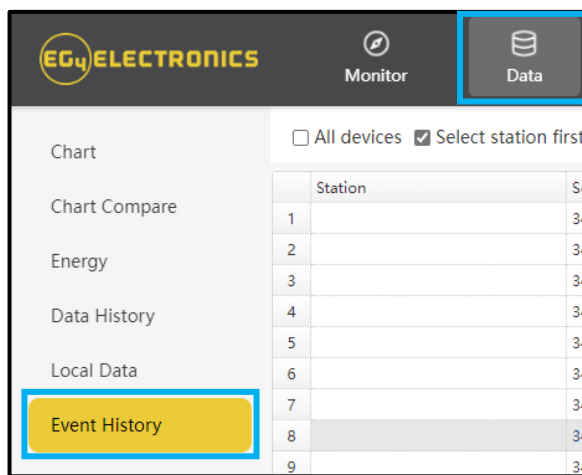 EG4 ELECTRONICS
Monitor
Data
Chart
Chart Compare
Energy
Data History
Local Data
Event History
All devices Select station first
Station
1
2
3
4
5
6
7
8
9